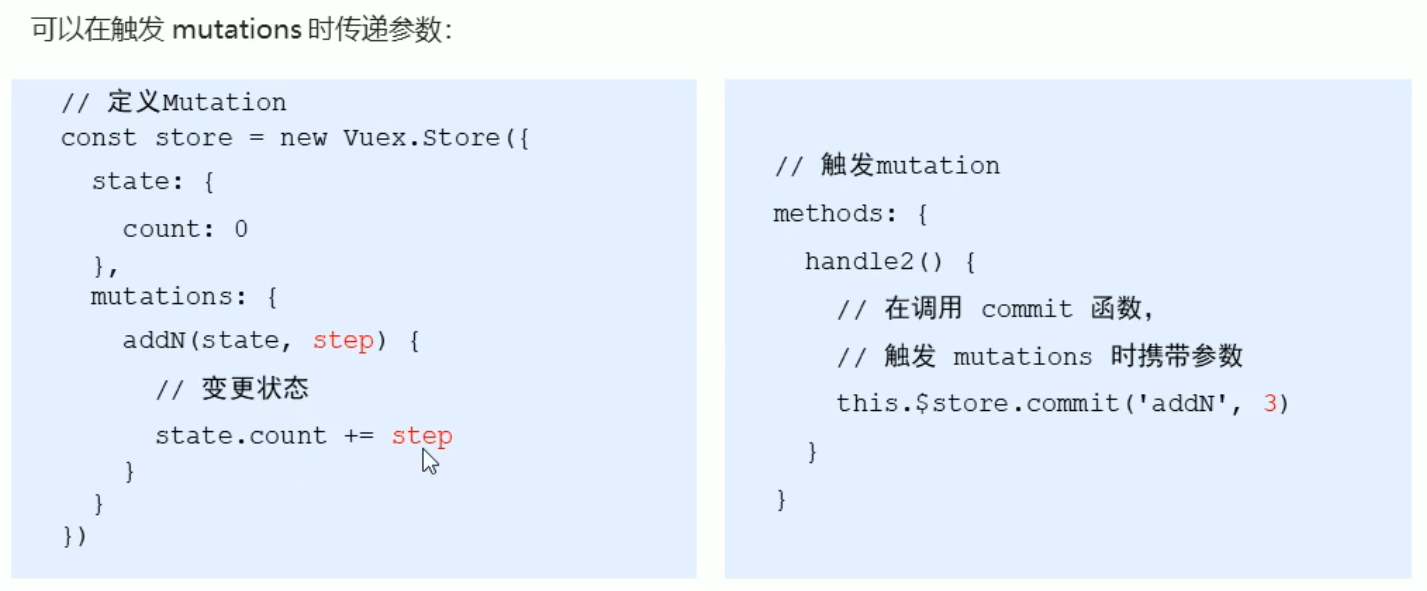 可以在触发 mutations 时传递参数：
// 定义Mutation
const store = new Vuex.Store({
state: {
count: 0
},
mutations: {
addN(state, step) {
// 变更状态
state.count += step
}
}
})
// 触发mutation
methods: {
handle2() {
// 在调用 commit 函数，
// 触发 mutations 时携带参数
this.$store.commit('addN', 3)
}
}